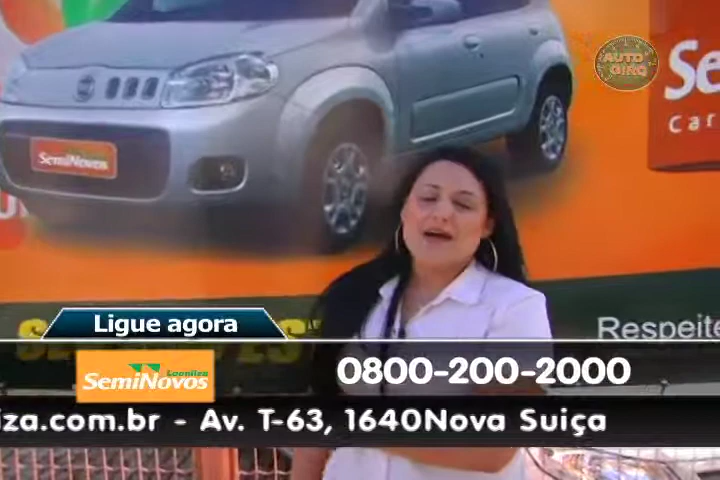 AUTO
GIRO
Se
Car
SemiNovos
Respeite
Ligue agora
Localiza
SemiNovos
0800-200-2000
iza.com.br - Av. T-63, 1640Nova Suiça